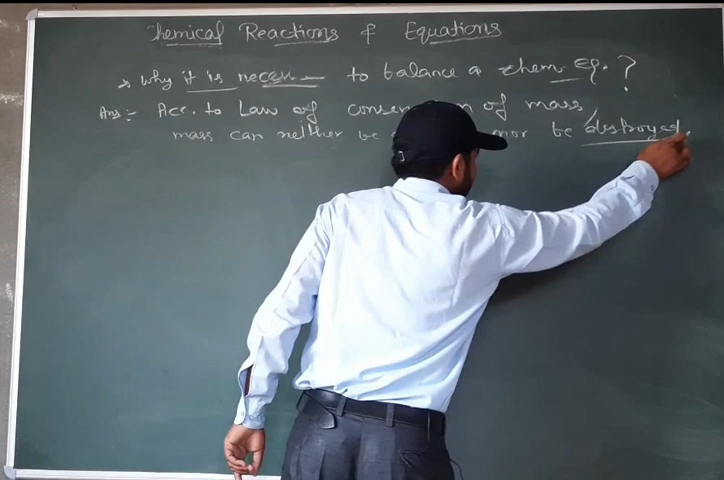 Chemical Reactions & Equations
→ Why it is necess to balance a chem. Eq. ?
Ans:- Acc. to Law of conser n of mass
mass can neither be nor be destroyed.